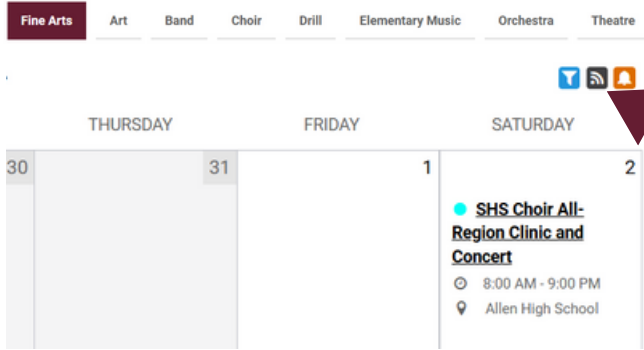 Fine Arts Art Band Choir Drill Elementary Music Orchestra Theatre
THURSDAY FRIDAY SATURDAY
30 31 1 2
SHS Choir All-
Region Clinic and
Concert
8:00 AM - 9:00 PM
Allen High School